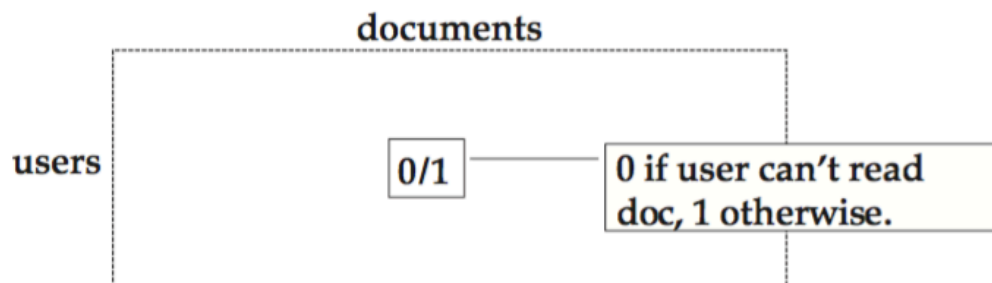 documents
users
0/1
0 if user can’t read
doc, 1 otherwise.